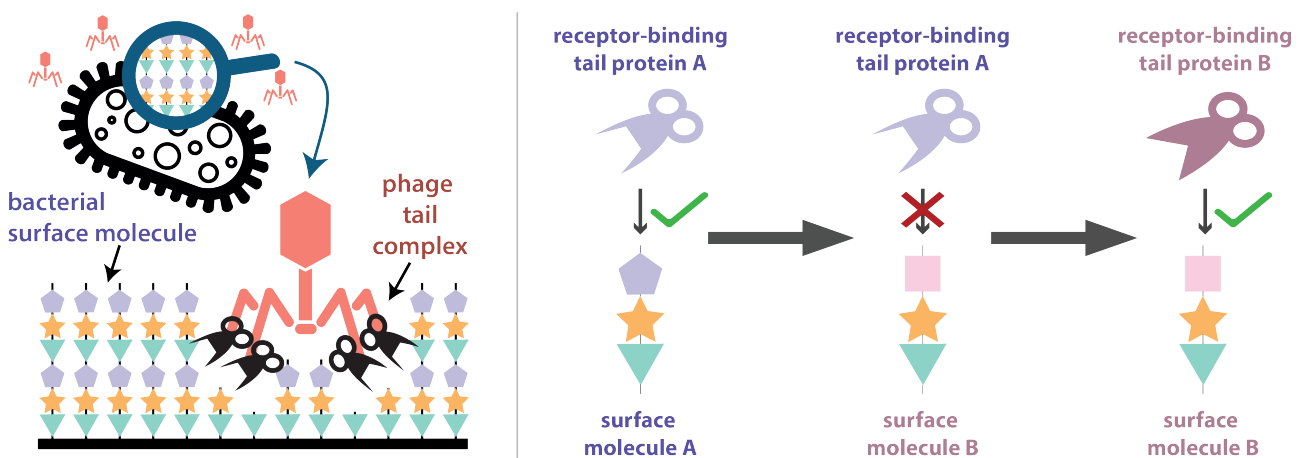 bacterial
surface molecule
phage
tail
complex
receptor-binding
tail protein A
surface
molecule A
receptor-binding
tail protein A
surface
molecule B
receptor-binding
tail protein B
surface
molecule B